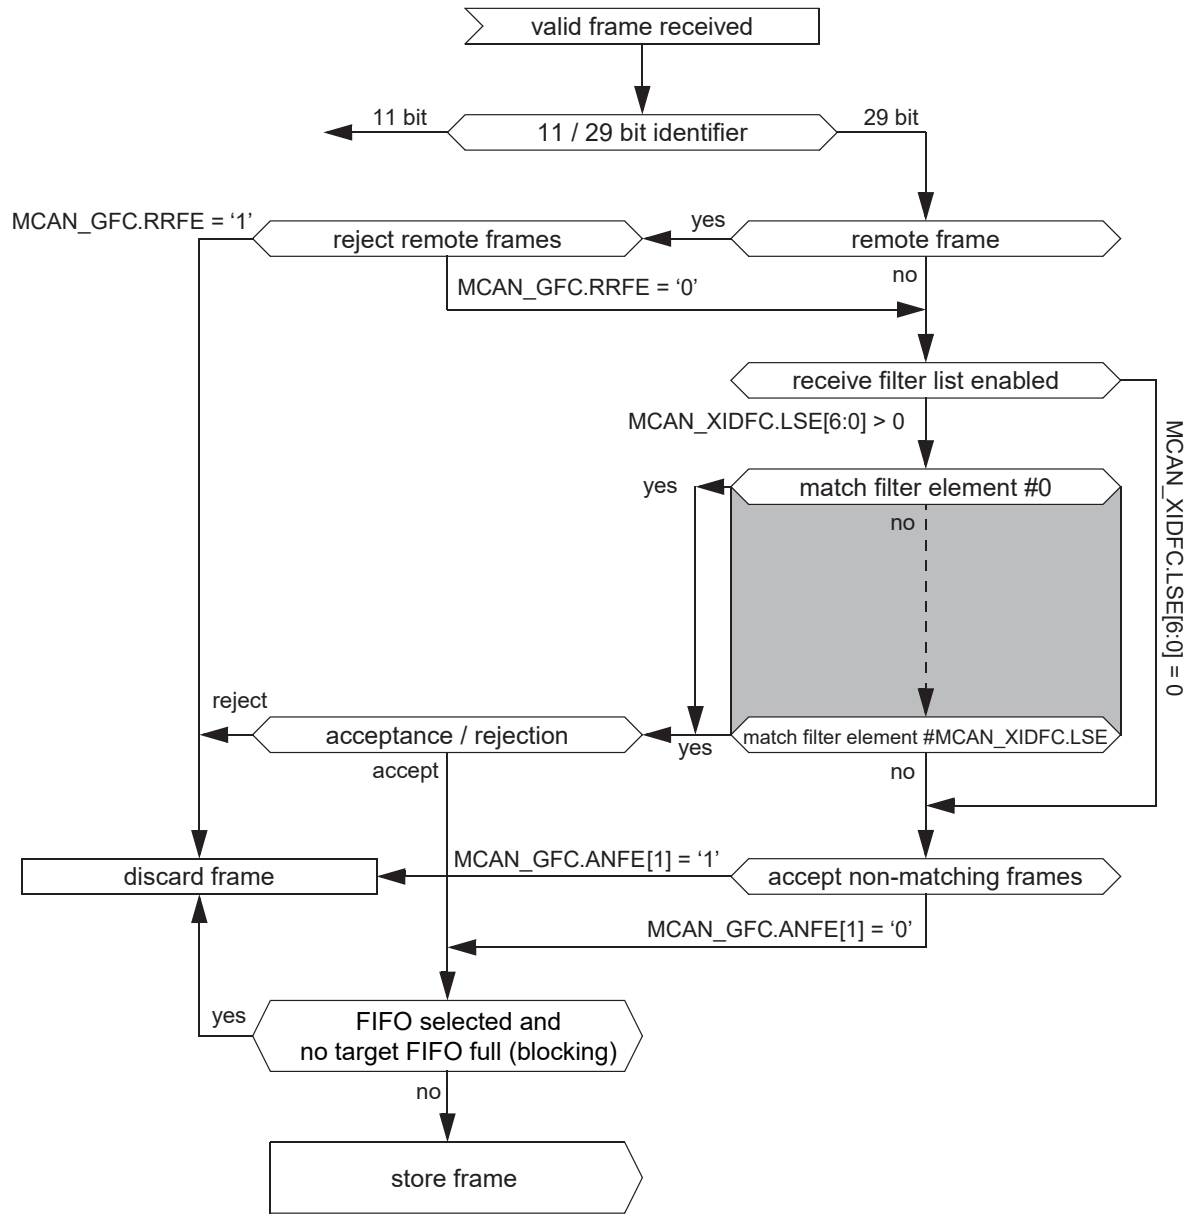 valid frame received
11 bit
11 / 29 bit identifier
29 bit
MCAN_GFC.RRFE = ‘1’
reject remote frames
yes
remote frame
no
MCAN_GFC.RRFE = ‘0’
receive filter list enabled
MCAN_XIDFC.LSE[6:0] > 0
MCAN_XIDFC.LSE[6:0] = 0
yes
match filter element #0
no
reject
acceptance / rejection
yes
match filter element #MCAN_XIDFC.LSE
accept
no
discard frame
MCAN_GFC.ANFE[1] = ‘1’
accept non-matching frames
MCAN_GFC.ANFE[1] = ‘0’
yes
FIFO selected and
no target FIFO full (blocking)
no
store frame